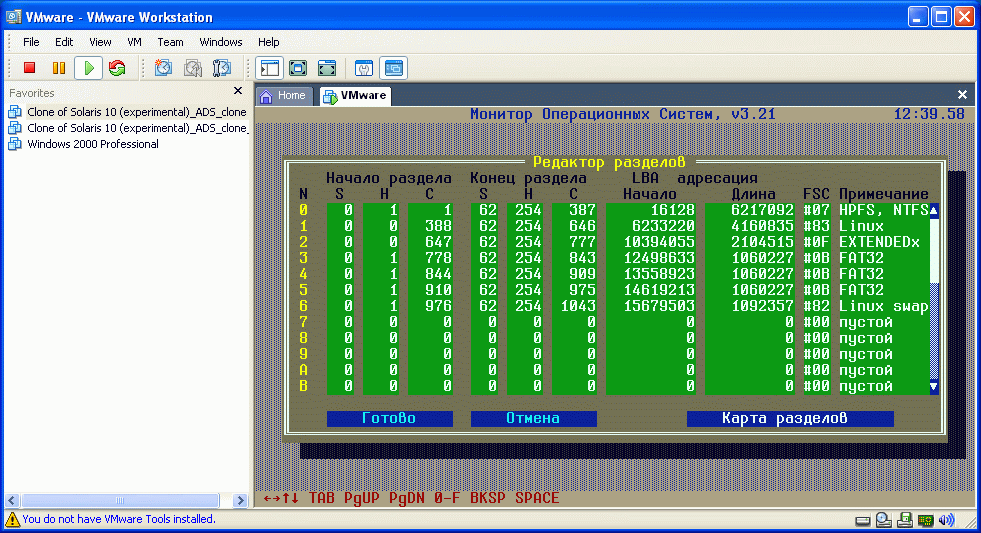 VMware - VMware Workstation
File Edit View VM Team Windows Help
Favorites
Clone of Solaris 10 (experimental)_ADS_clone
Clone of Solaris 10 (experimental)_ADS_clone_
Windows 2000 Professional
Home VMware
Монитор Операционных Систем, v3.21 12:39.58
Редактор разделов
Начало раздела Конец раздела LBA адресация
N S H C S H C Начало Длина FSC Примечание
0 0 1 1 62 254 387 16128 6217092 #07 HPFS, NTFS
1 0 0 388 62 254 646 6233220 4160835 #83 Linux
2 0 0 647 62 254 777 10394055 2104515 #0F EXTENDEDx
3 0 1 778 62 254 843 12498633 1060227 #0B FAT32
4 0 1 844 62 254 909 13558923 1060227 #0B FAT32
5 0 1 910 62 254 975 14619213 1060227 #0B FAT32
6 0 1 976 62 254 1043 15679503 1092357 #82 Linux swap
7 0 0 0 0 0 0 0 0 #00 пустой
8 0 0 0 0 0 0 0 0 #00 пустой
9 0 0 0 0 0 0 0 0 #00 пустой
A 0 0 0 0 0 0 0 0 #00 пустой
B 0 0 0 0 0 0 0 0 #00 пустой
Готово Отмена Карта разделов
←→↑↓ TAB PgUP PgDN 0-F BKSP SPACE
You do not have VMware Tools installed.